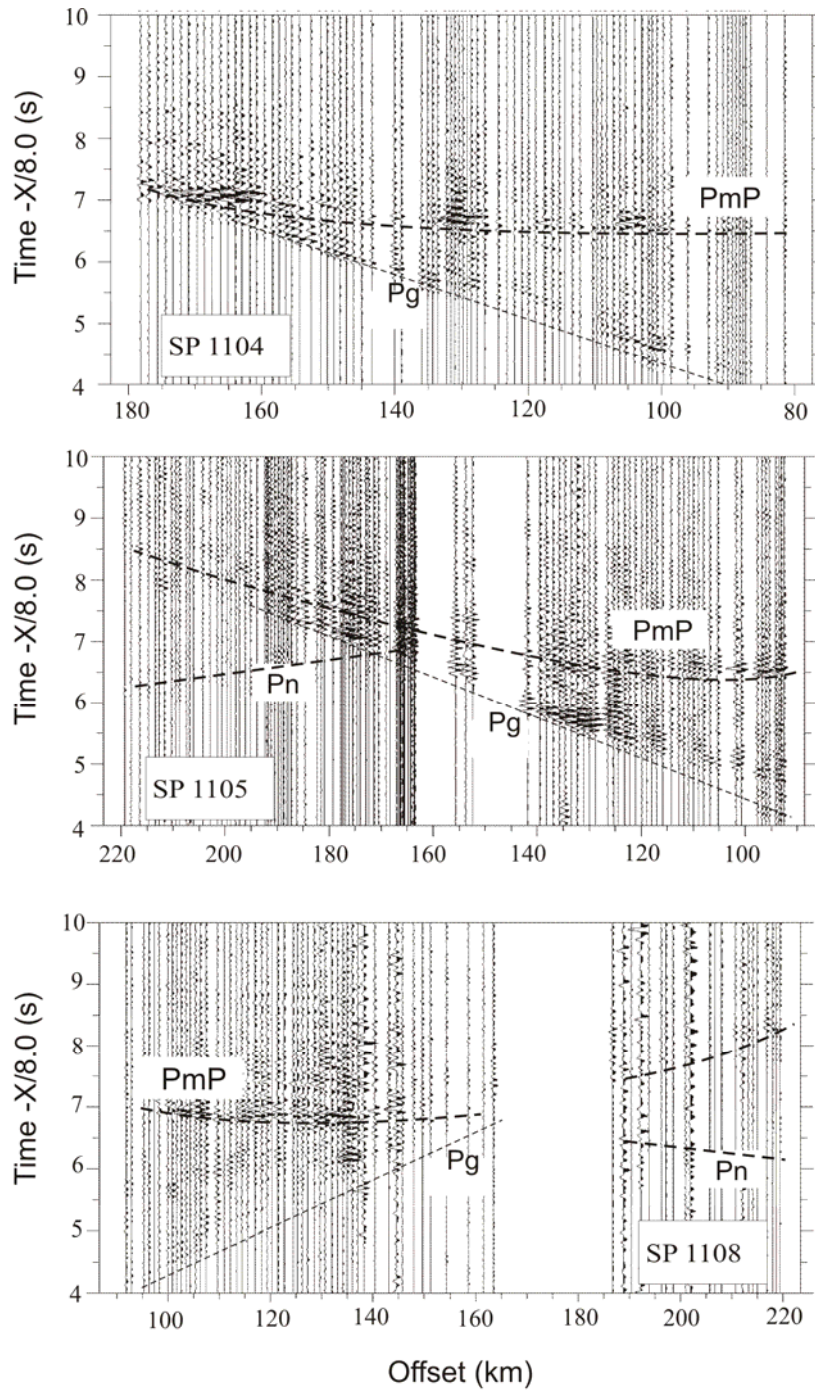 10
9
8
7
6
5
4
Time -X/8.0 (s)
PmP
Pg
SP 1104
180 160 140 120 100 80
10
9
8
7
6
5
4
Time -X/8.0 (s)
PmP
Pn
Pg
SP 1105
220 200 180 160 140 120 100
10
9
8
7
6
5
4
Time -X/8.0 (s)
PmP
Pg
Pn
SP 1108
100 120 140 160 180 200 220
Offset (km)